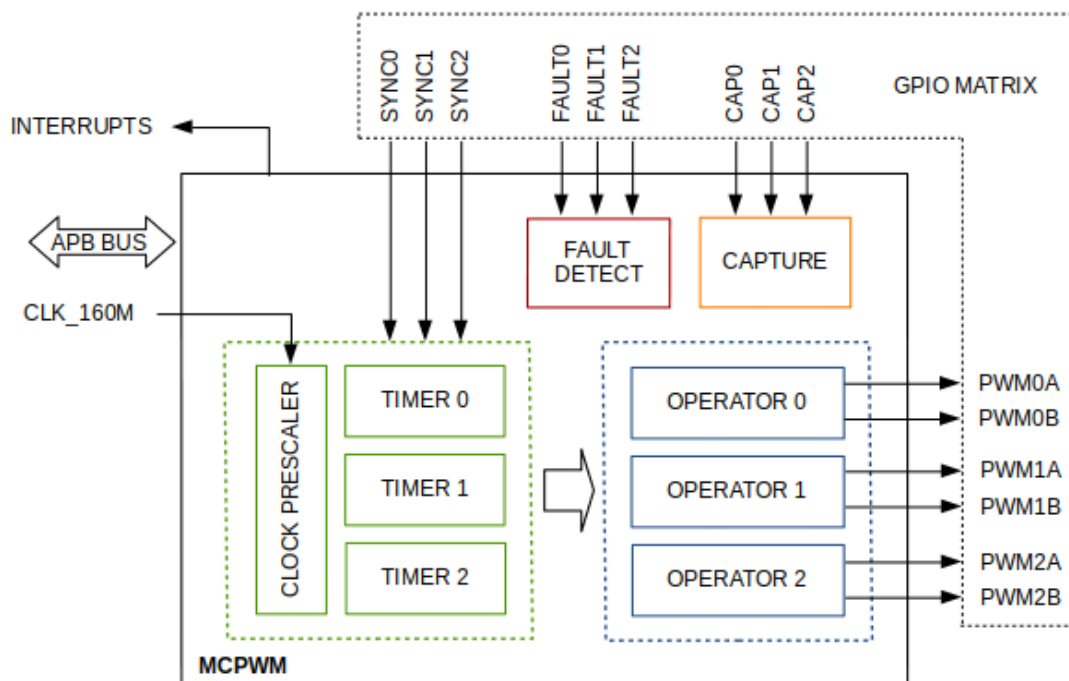 SYNC0
SYNC1
SYNC2
FAULT0
FAULT1
FAULT2
CAP0
CAP1
CAP2
GPIO MATRIX
INTERRUPTS
APB BUS
FAULT
DETECT
CAPTURE
CLK_160M
CLOCK PRESCALER
TIMER 0
TIMER 1
TIMER 2
OPERATOR 0
OPERATOR 1
OPERATOR 2
PWM0A
PWM0B
PWM1A
PWM1B
PWM2A
PWM2B
MCPWM